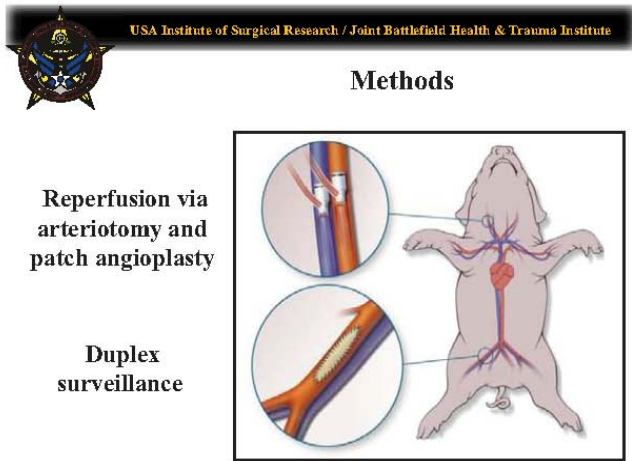 USA Institute of Surgical Research / Joint Battlefield Health & Trauma Institute
Methods
Reperfusion via
arteriotomy and
patch angioplasty
Duplex
surveillance